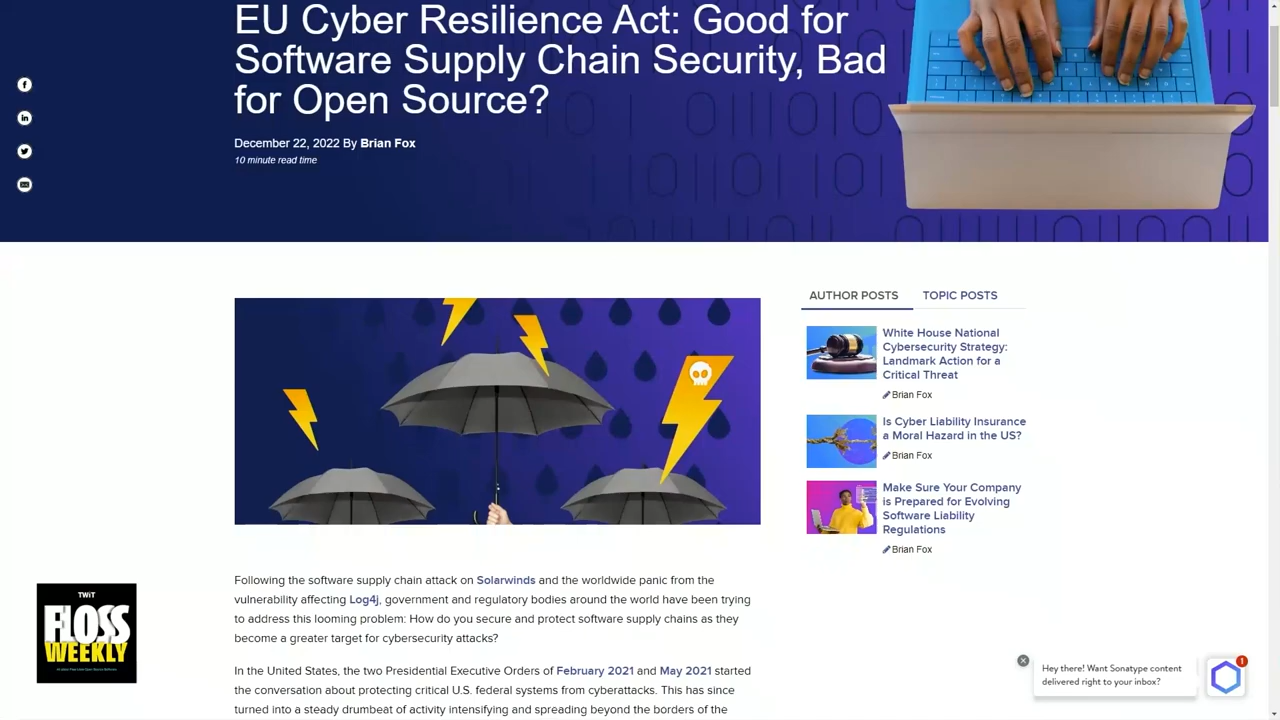 EU Cyber Resilience Act: Good for
Software Supply Chain Security, Bad
for Open Source?
December 22, 2022 By Brian Fox
10 minute read time
AUTHOR POSTS
TOPIC POSTS
White House National
Cybersecurity Strategy:
Landmark Action for a
Critical Threat
Brian Fox
Is Cyber Liability Insurance
a Moral Hazard in the US?
Brian Fox
Make Sure Your Company
is Prepared for Evolving
Software Liability
Regulations
Brian Fox
Following the software supply chain attack on Solarwinds and the worldwide panic from the
vulnerability affecting Log4j, government and regulatory bodies around the world have been trying
to address this looming problem: How do you secure and protect software supply chains as they
become a greater target for cybersecurity attacks?
In the United States, the two Presidential Executive Orders of February 2021 and May 2021 started
the conversation about protecting critical U.S. federal systems from cyberattacks. This has since
turned into a steady drumbeat of activity intensifying and spreading beyond the borders of the
TWiT
FLOSS
WEEKLY
Hey there! Want Sonatype content
delivered right to your inbox?
1